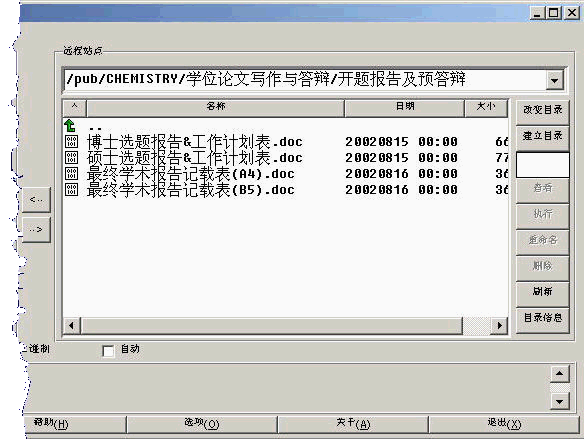 远程站点
/pub/CHEMISTRY/学位论文写作与答辩/开题报告及预答辩
^ 名称 日期 大小
改变目录
..
建立目录
博士选题报告&工作计划表.doc 20020815 00:00 66
硕士选题报告&工作计划表.doc 20020815 00:00 77
最终学术报告记载表(A4).doc 20020816 00:00 36
最终学术报告记载表(B5).doc 20020816 00:00 36
查看
<--
执行
-->
重命名
删除
刷新
目录信息
进制 自动
帮助(H) 选项(O) 关于(A) 退出(X)